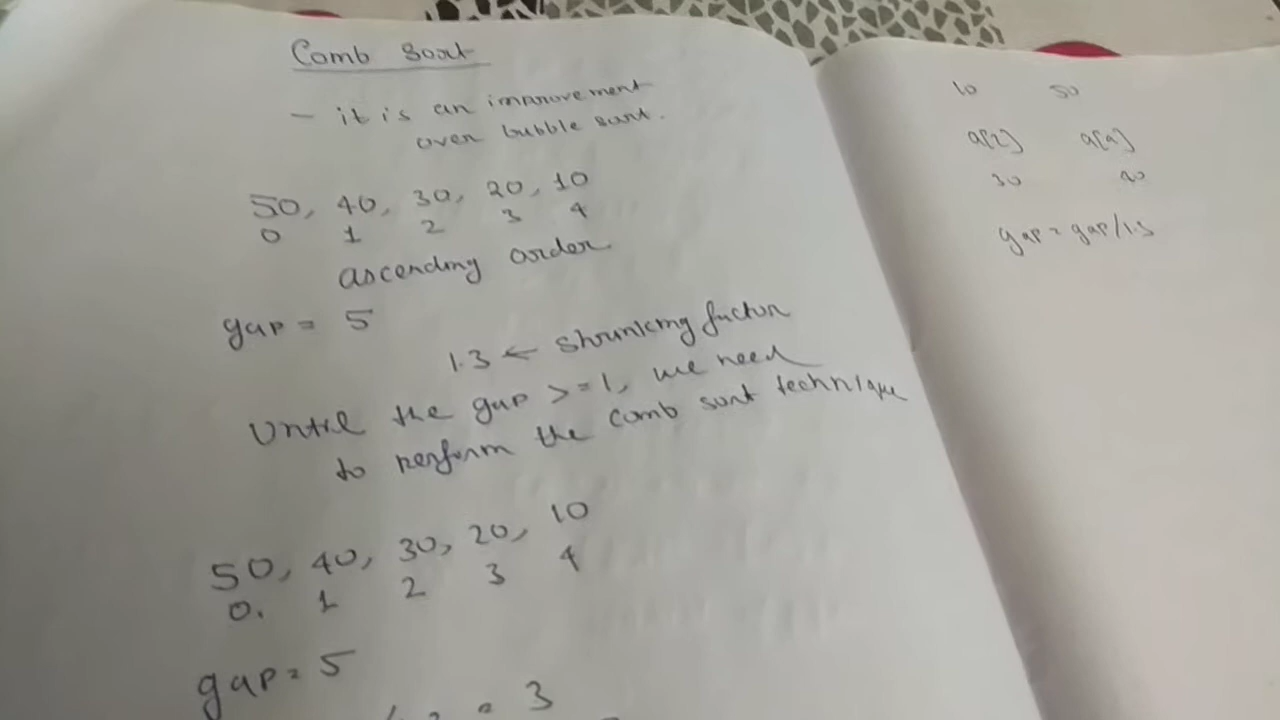 Comb Sort
- it is an improvement
over bubble sort.
50, 40, 30, 20, 10
0 1 2 3 4
ascending order
gap = 5
1.3 ← shrinking factor
Until the gap >=1, we need
to perform the comb sort technique
50, 40, 30, 20, 10
0. 1 2 3 4
gap = 5
= 3
10 50
a[2] a[4]
30 40
gap = gap/1.3